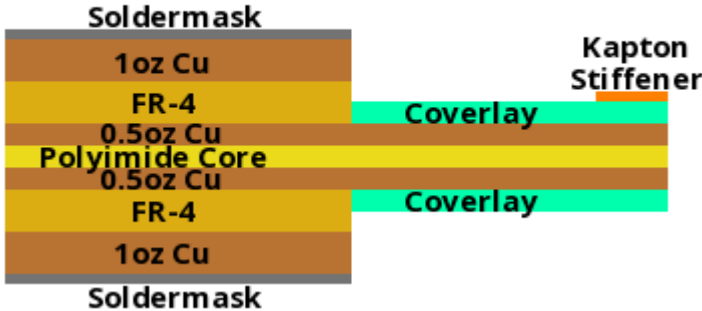 Soldermask
1oz Cu
Kapton
Stiffener
FR-4
Coverlay
0.5oz Cu
Polyimide Core
0.5oz Cu
FR-4
Coverlay
1oz Cu
Soldermask